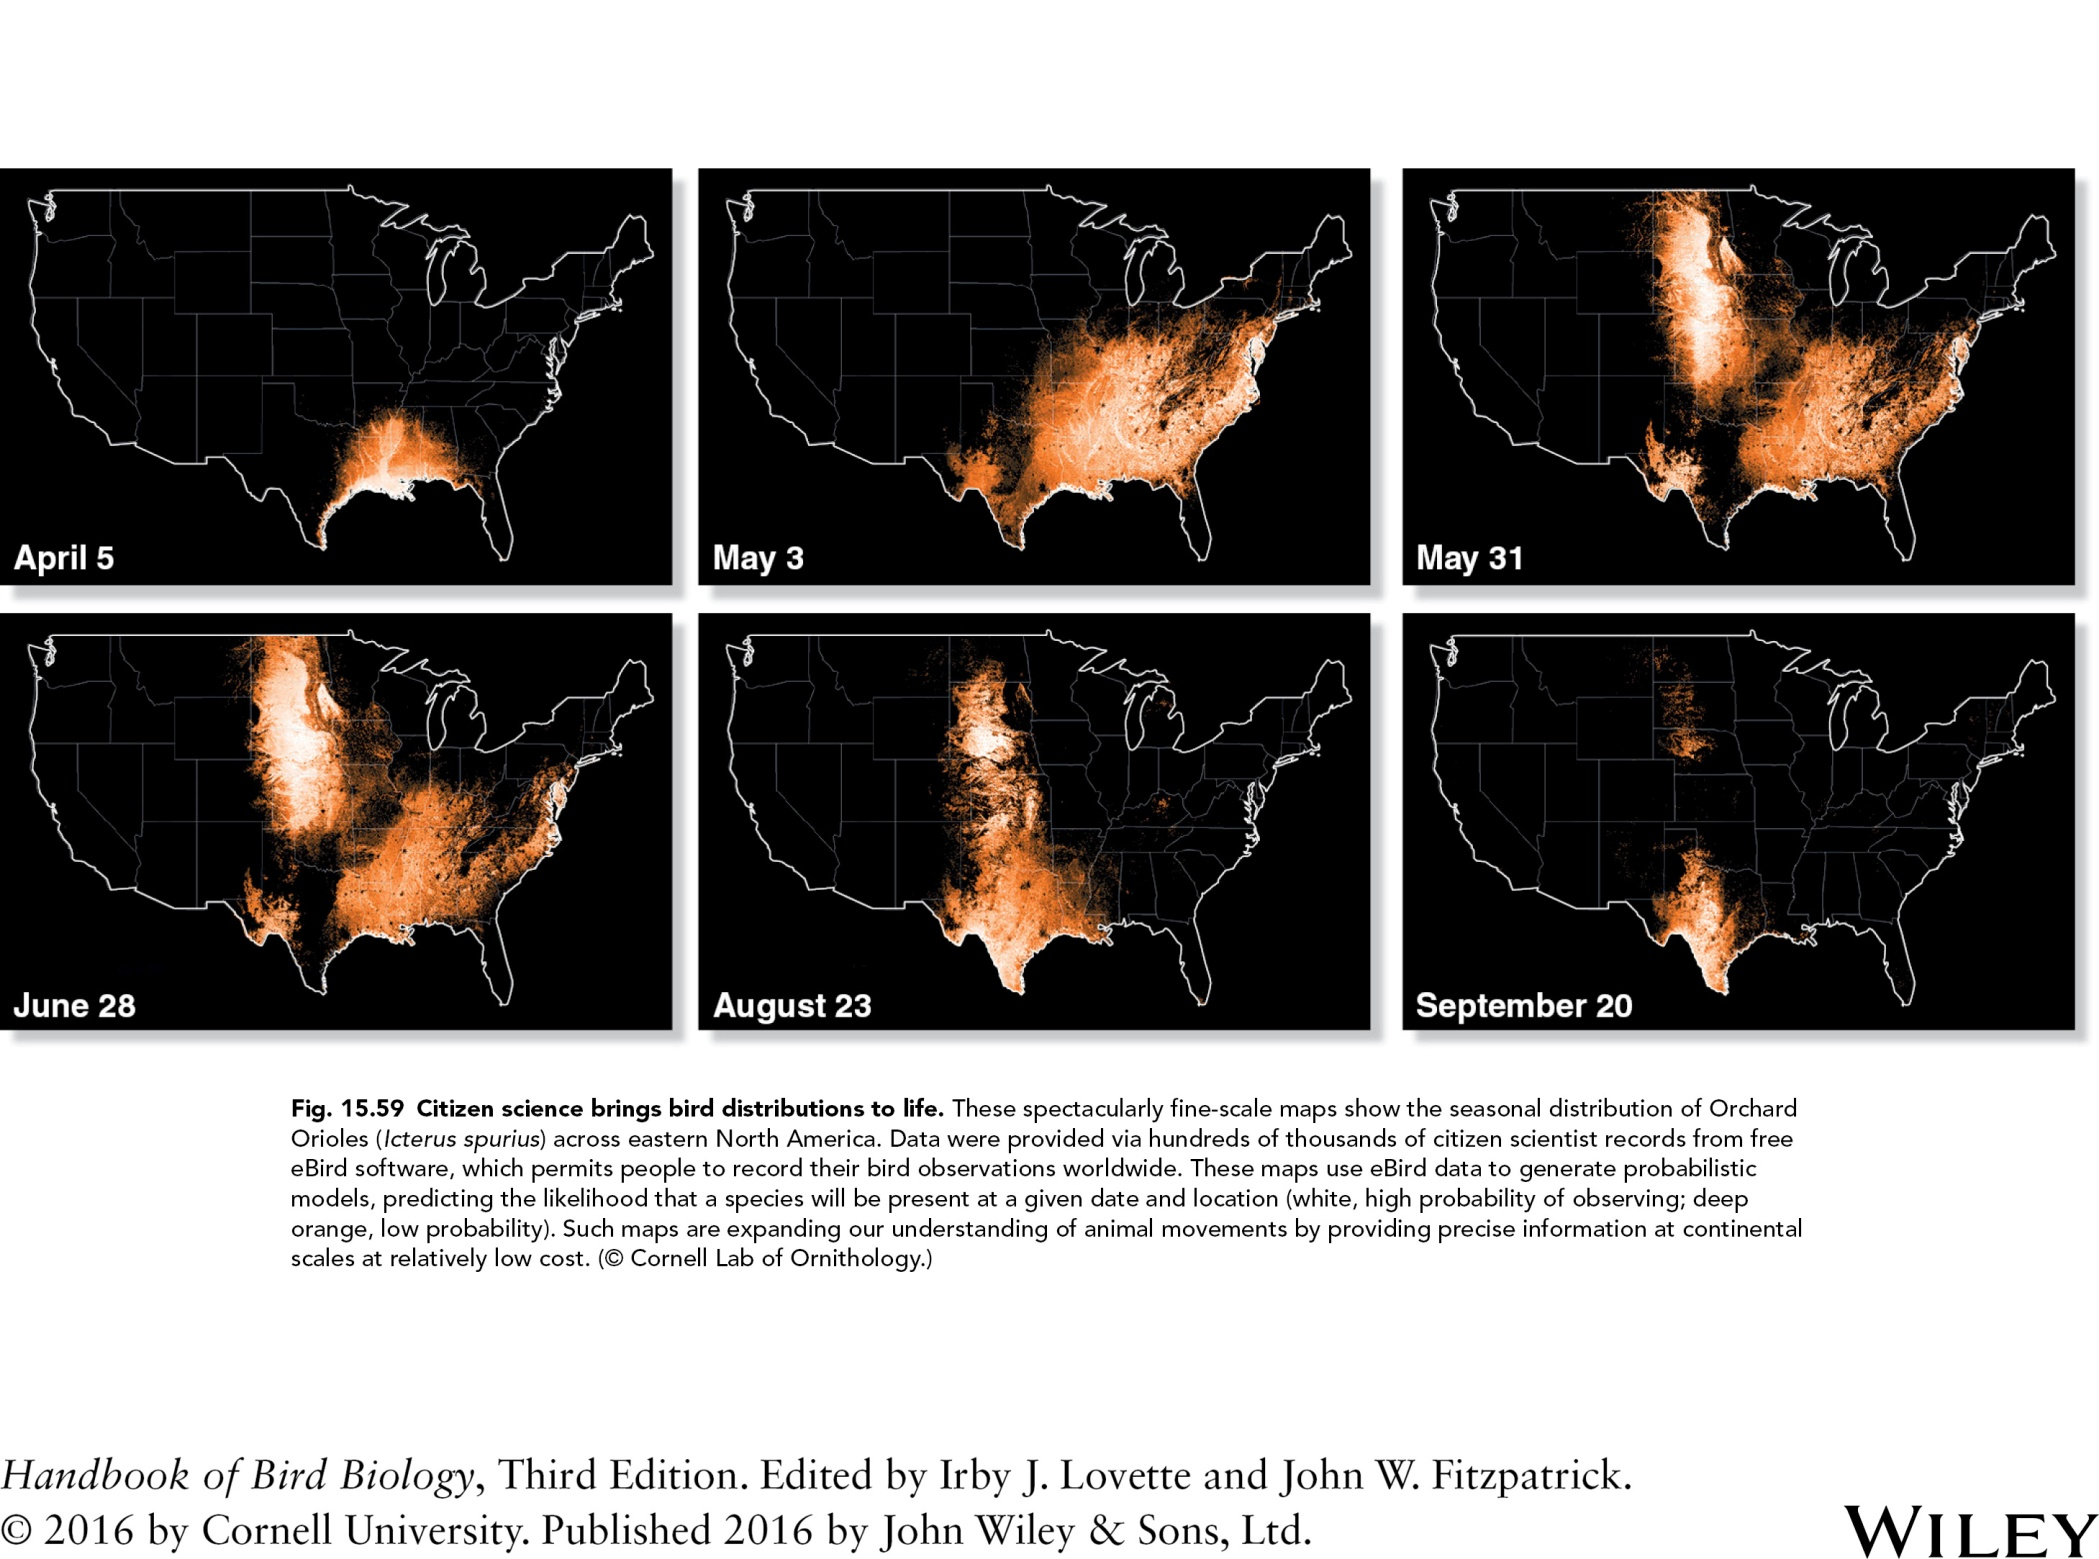 April 5
May 3
May 31
June 28
August 23
September 20
Fig. 15.59 Citizen science brings bird distributions to life. These spectacularly fine-scale maps show the seasonal distribution of Orchard
Orioles (Icterus spurius) across eastern North America. Data were provided via hundreds of thousands of citizen scientist records from free
eBird software, which permits people to record their bird observations worldwide. These maps use eBird data to generate probabilistic
models, predicting the likelihood that a species will be present at a given date and location (white, high probability of observing; deep
orange, low probability). Such maps are expanding our understanding of animal movements by providing precise information at continental
scales at relatively low cost. (© Cornell Lab of Ornithology.)
Handbook of Bird Biology, Third Edition. Edited by Irby J. Lovette and John W. Fitzpatrick.
© 2016 by Cornell University. Published 2016 by John Wiley & Sons, Ltd.
WILEY